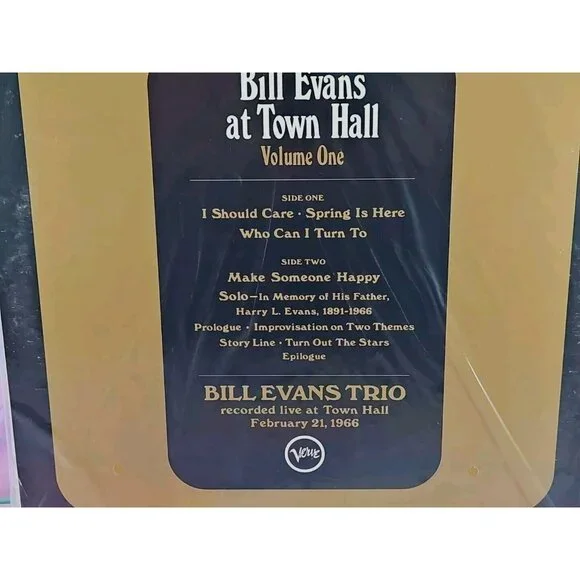 Bill Evans
at Town Hall
Volume One
SIDE ONE
I Should Care · Spring Is Here
Who Can I Turn To
SIDE TWO
Make Someone Happy
Solo—In Memory of His Father,
Harry L. Evans, 1891-1966
Prologue · Improvisation on Two Themes
Story Line · Turn Out The Stars
Epilogue
BILL EVANS TRIO
recorded live at Town Hall
February 21, 1966
Verve